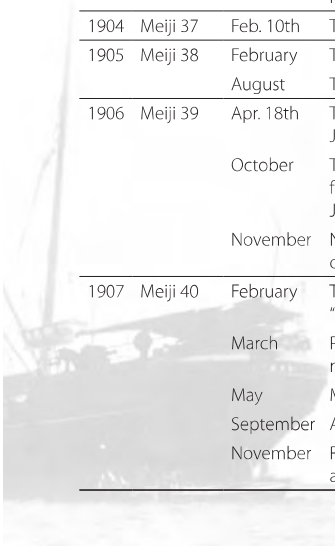 1904 Meiji 37 Feb. 10th T
1905 Meiji 38 February T
August T
1906 Meiji 39 Apr. 18th T
J
October T
f
J
November N
c
1907 Meiji 40 February T
“
March F
r
May M
September A
November F
a